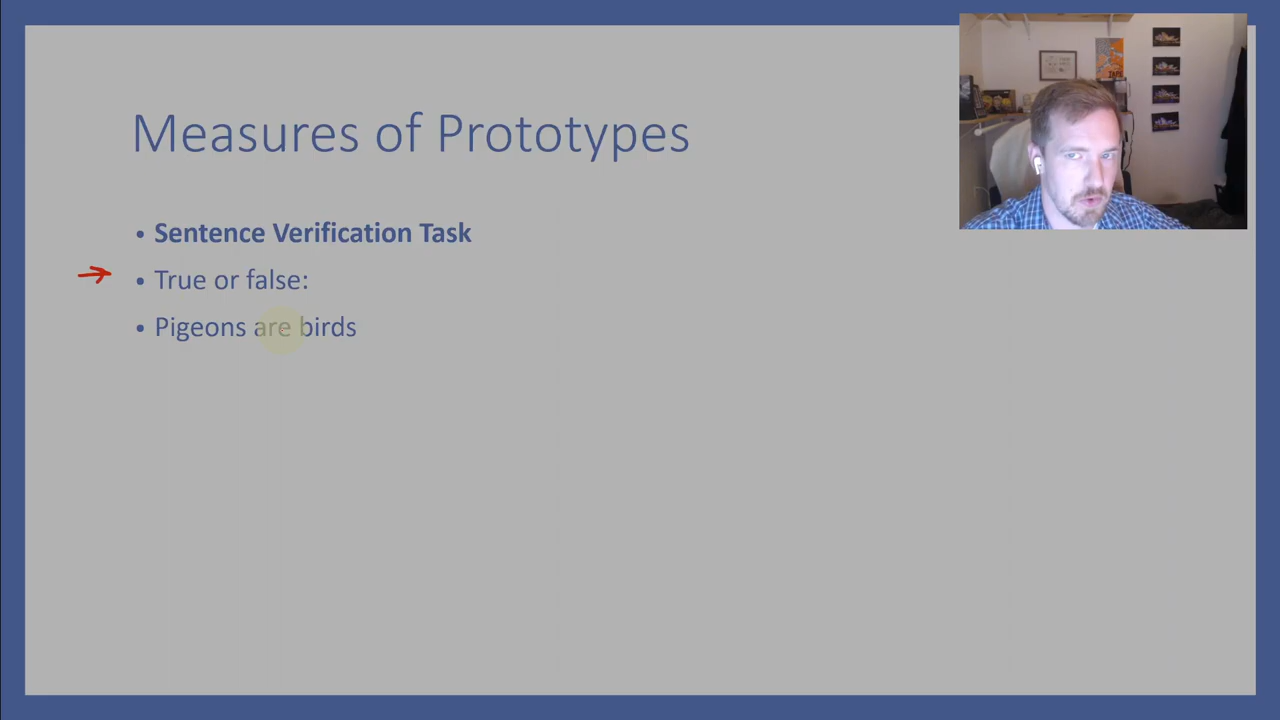 Measures of Prototypes
• Sentence Verification Task
• True or false:
• Pigeons are birds